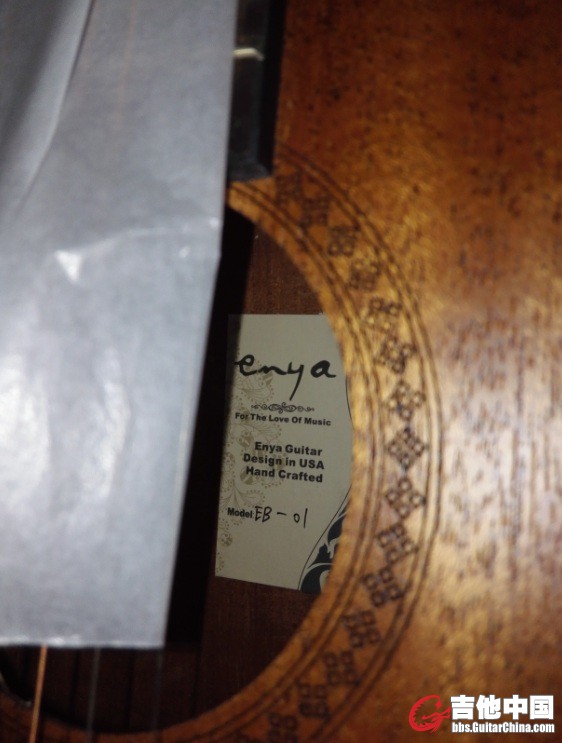 enya
For The Love Of Music
Enya Guitar
Design in USA
Hand Crafted
Model EB-01
吉他中国
bbs.GuitarChina.com